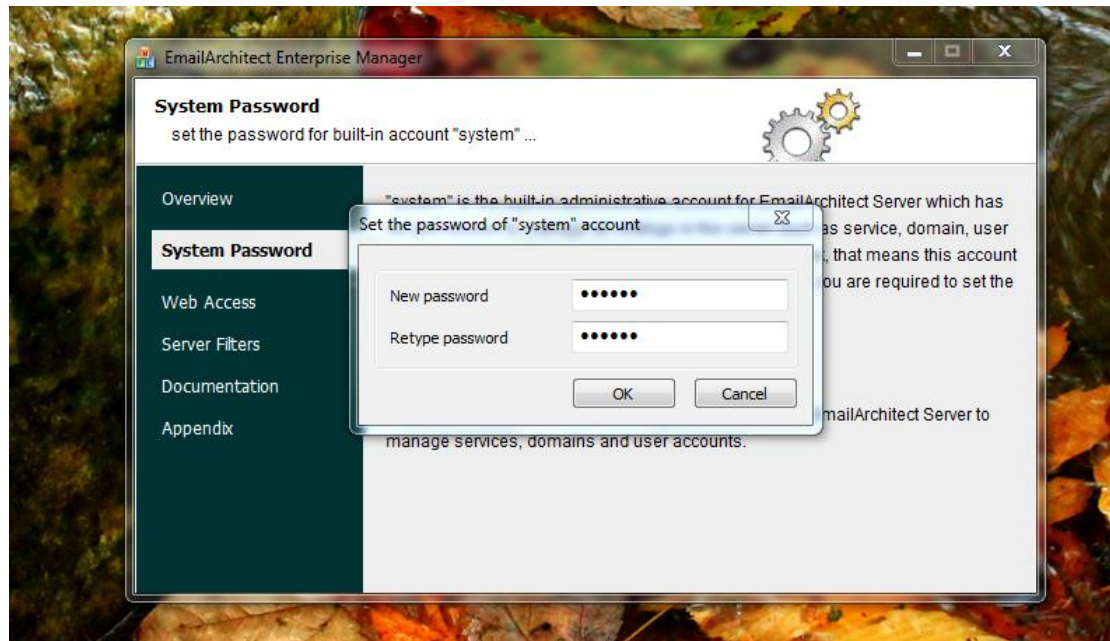 EmailArchitect Enterprise Manager
System Password
set the password for built-in account "system" ...
Overview
System Password
Web Access
Server Filters
Documentation
Appendix
"system" is the built-in administrative account for EmailArchitect Server which has
as service, domain, user
that means this account
you are required to set the
EmailArchitect Server to
manage services, domains and user accounts.
Set the password of "system" account
New password ••••••
Retype password ••••••
OK Cancel